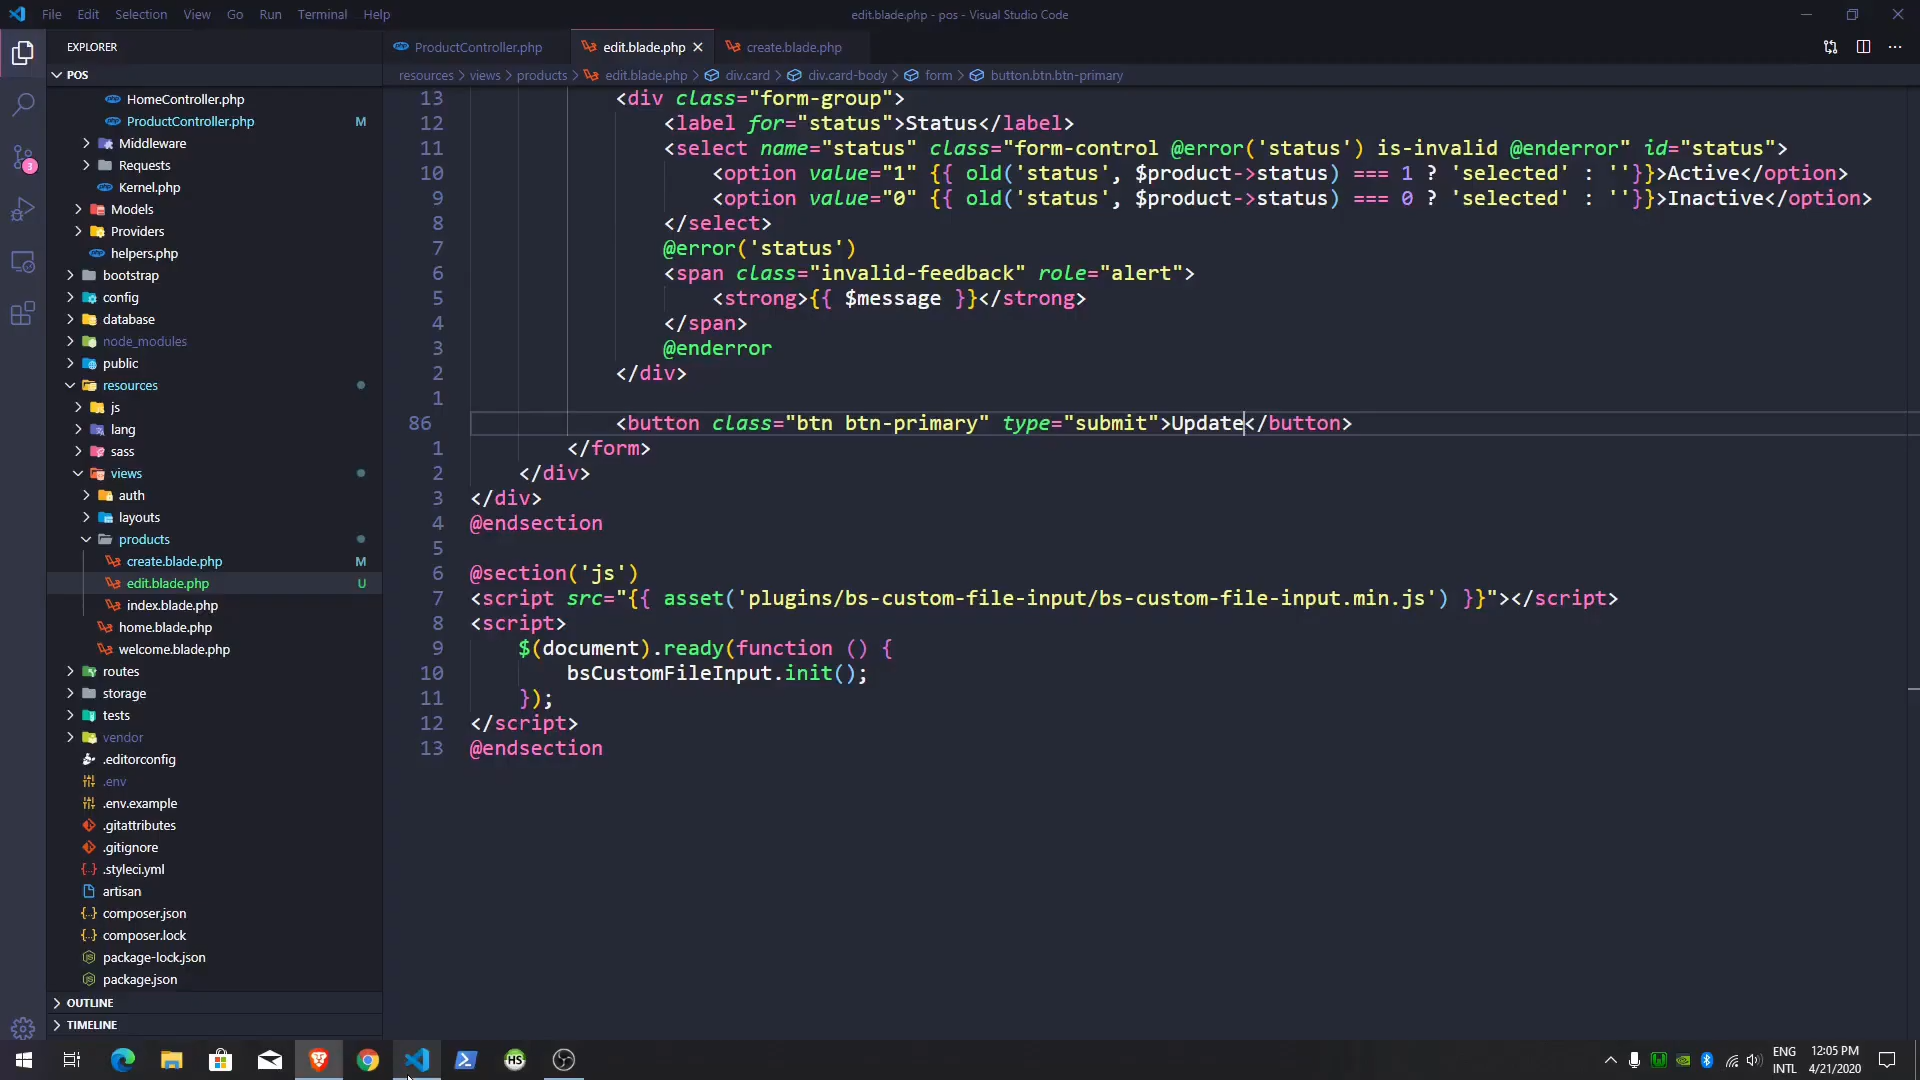 File Edit Selection View Go Run Terminal Help
edit.blade.php - pos - Visual Studio Code
EXPLORER
POS
HomeController.php
ProductController.php M
Middleware
Requests
Kernel.php
Models
Providers
helpers.php
bootstrap
config
database
node_modules
public
resources
js
lang
sass
views
auth
layouts
products
create.blade.php M
edit.blade.php U
index.blade.php
home.blade.php
welcome.blade.php
routes
storage
tests
vendor
.editorconfig
.env
.env.example
.gitattributes
.gitignore
.styleci.yml
artisan
composer.json
composer.lock
package-lock.json
package.json
OUTLINE
TIMELINE
3
ProductController.php edit.blade.php create.blade.php
resources > views > products > edit.blade.php > div.card > div.card-body > form > button.btn.btn-primary
13 <div class="form-group">
12 <label for="status">Status</label>
11 <select name="status" class="form-control @error('status') is-invalid @enderror" id="status">
10 <option value="1" {{ old('status', $product->status) === 1 ? 'selected' : ''}}>Active</option>
9 <option value="0" {{ old('status', $product->status) === 0 ? 'selected' : ''}}>Inactive</option>
8 </select>
7 @error('status')
6 <span class="invalid-feedback" role="alert">
5 <strong>{{ $message }}</strong>
4 </span>
3 @enderror
2 </div>
1
86 <button class="btn btn-primary" type="submit">Update</button>
1 </form>
2 </div>
3 </div>
4 @endsection
5
6 @section('js')
7 <script src="{{ asset('plugins/bs-custom-file-input/bs-custom-file-input.min.js') }}"></script>
8 <script>
9 $(document).ready(function () {
10 bsCustomFileInput.init();
11 });
12 </script>
13 @endsection
HS
ENG
INTL
12:05 PM
4/21/2020